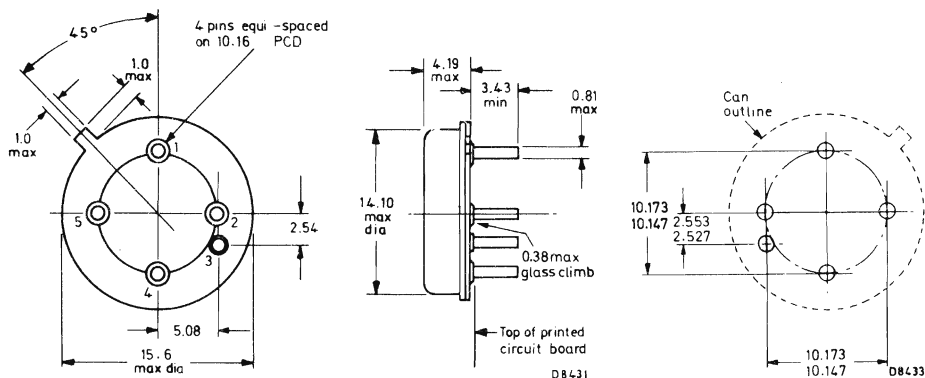 45°
4 pins equi-spaced
on 10.16 PCD
1.0
max
1.0
max
1
5
2
3
4
2.54
5.08
15.6
max dia
4.19
max
3.43
min
0.81
max
14.10
max
dia
0.38 max
glass climb
Top of printed
circuit board
D8431
Can
outline
10.173
10.147
2.553
2.527
10.173
10.147
D8433